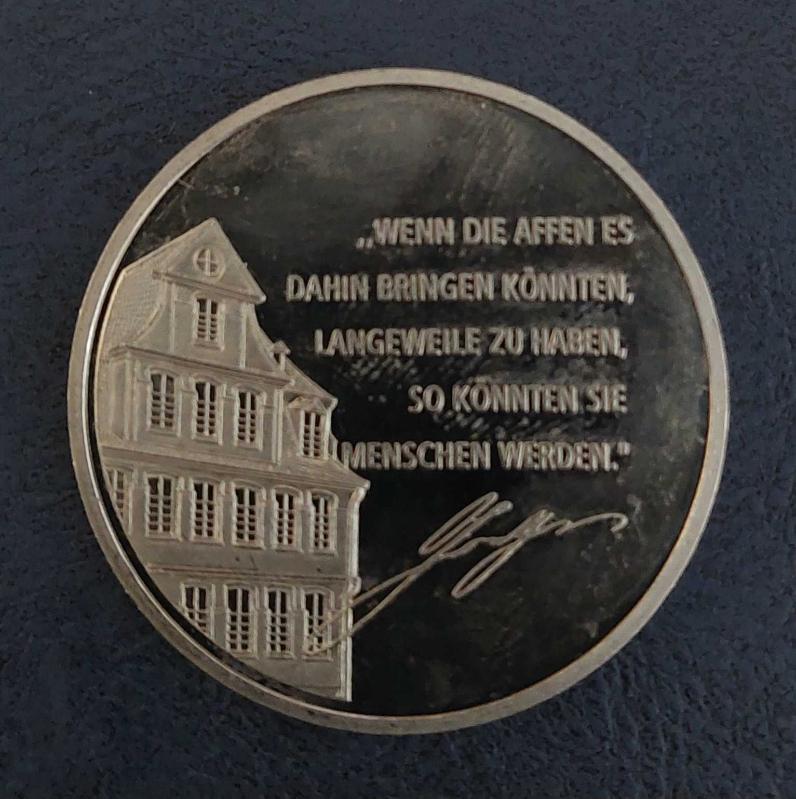 „WENN DIE AFFEN ES
DAHIN BRINGEN KÖNNTEN,
LANGEWEILE ZU HABEN,
SO KÖNNTEN SIE
MENSCHEN WERDEN."